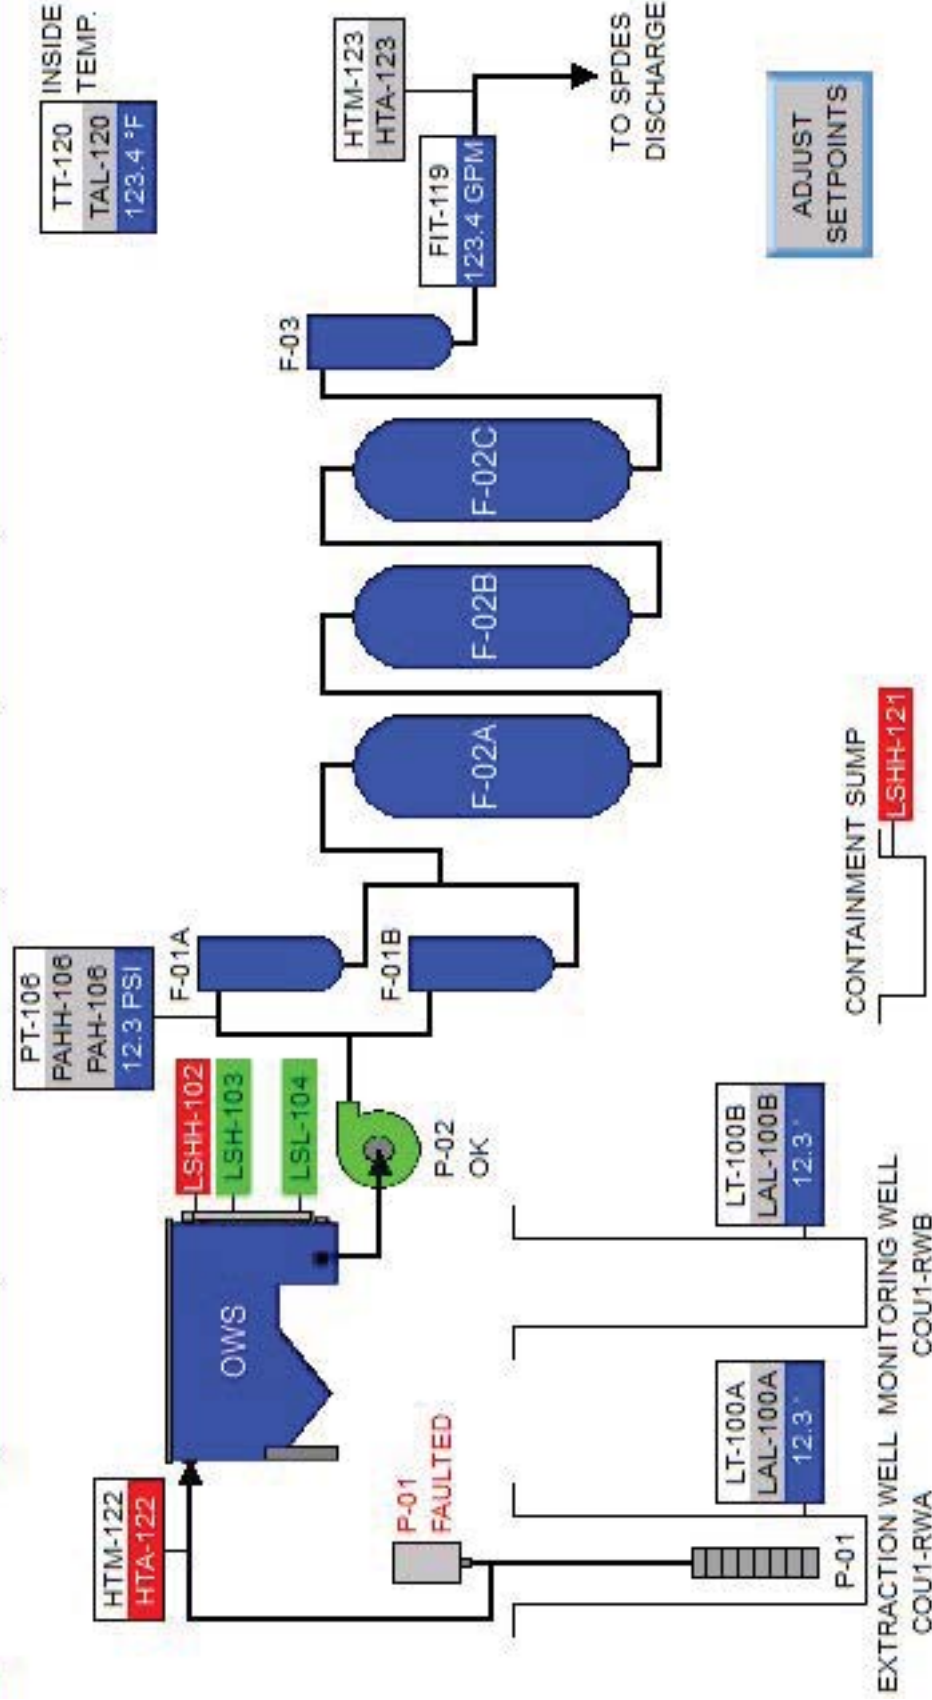 HTM-122
HTA-122
OWS
LSHH-102
LSH-103
LSL-104
PT-106
PAHH-106
PAH-106
12.3 PSI
TT-120
TAL-120
123.4 °F
INSIDE
TEMP.
F-01A
F-01B
F-02A
F-02B
F-02C
F-03
FIT-119
123.4 GPM
HTM-123
HTA-123
TO SPDES
DISCHARGE
P-01
FAULTED
P-02
OK
P-01
LT-100A
LAL-100A
12.3 '
LT-100B
LAL-100B
12.3 '
EXTRACTION WELL
COU1-RWA
MONITORING WELL
COU1-RWB
CONTAINMENT SUMP
LSHH-121
ADJUST
SETPOINTS